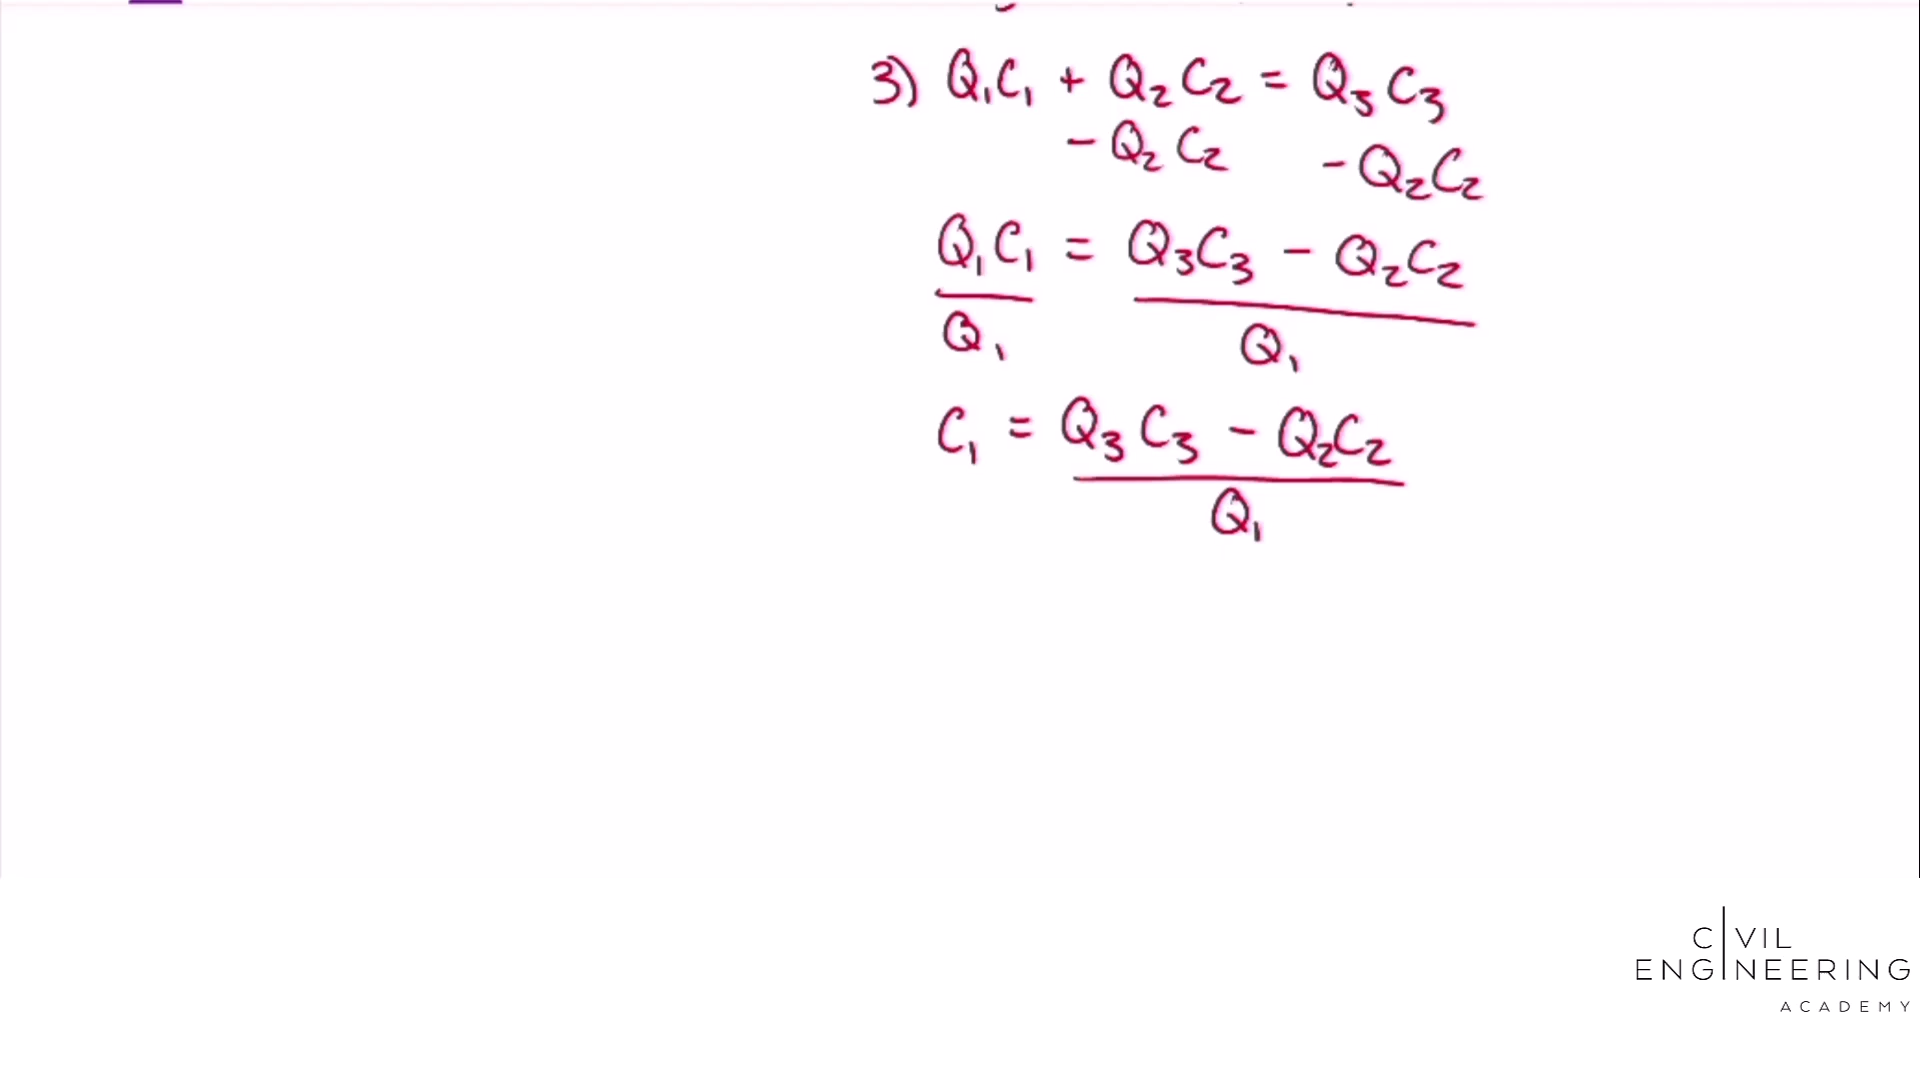 3) Q₁C₁ + Q₂C₂ = Q₃C₃
- Q₂C₂ - Q₂C₂
Q₁C₁ = Q₃C₃ - Q₂C₂
Q₁ Q₁
C₁ = Q₃C₃ - Q₂C₂
Q₁
CIVIL
ENGINEERING
ACADEMY